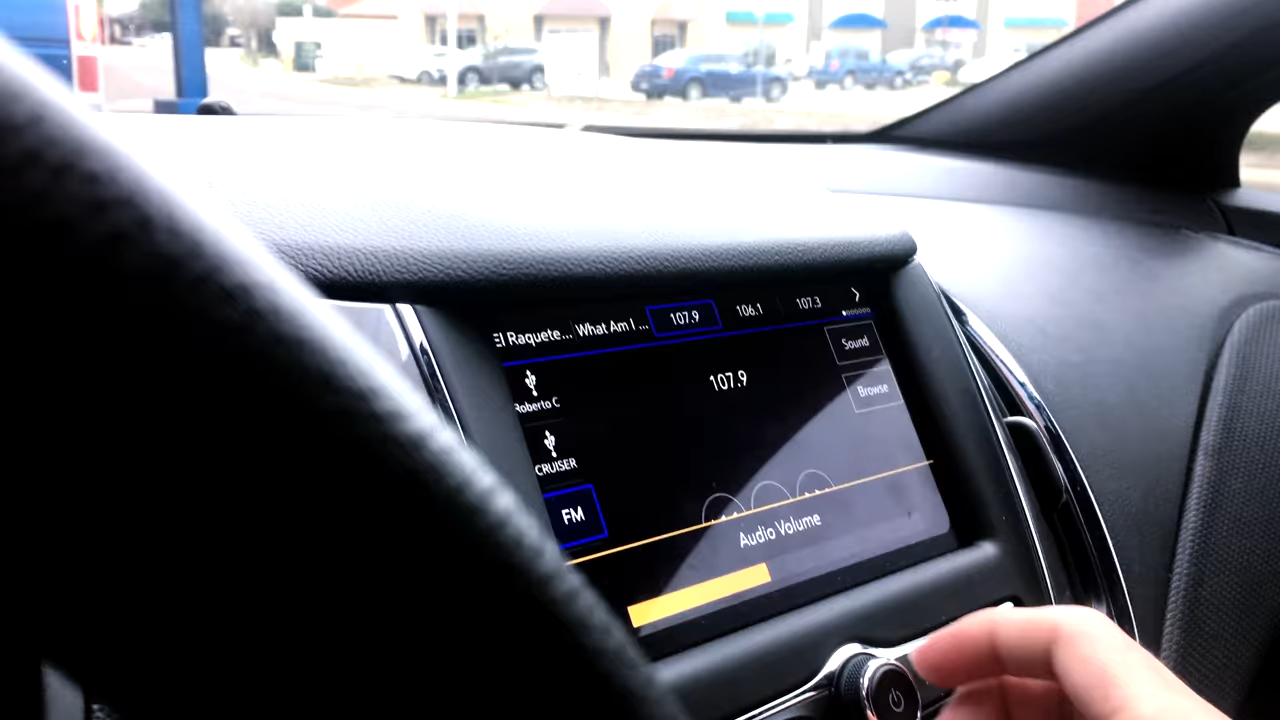 El Raquete... What Am I ... 107.9 106.1 107.3
Sound
107.9
Browse
Roberto C
CRUISER
FM
Audio Volume